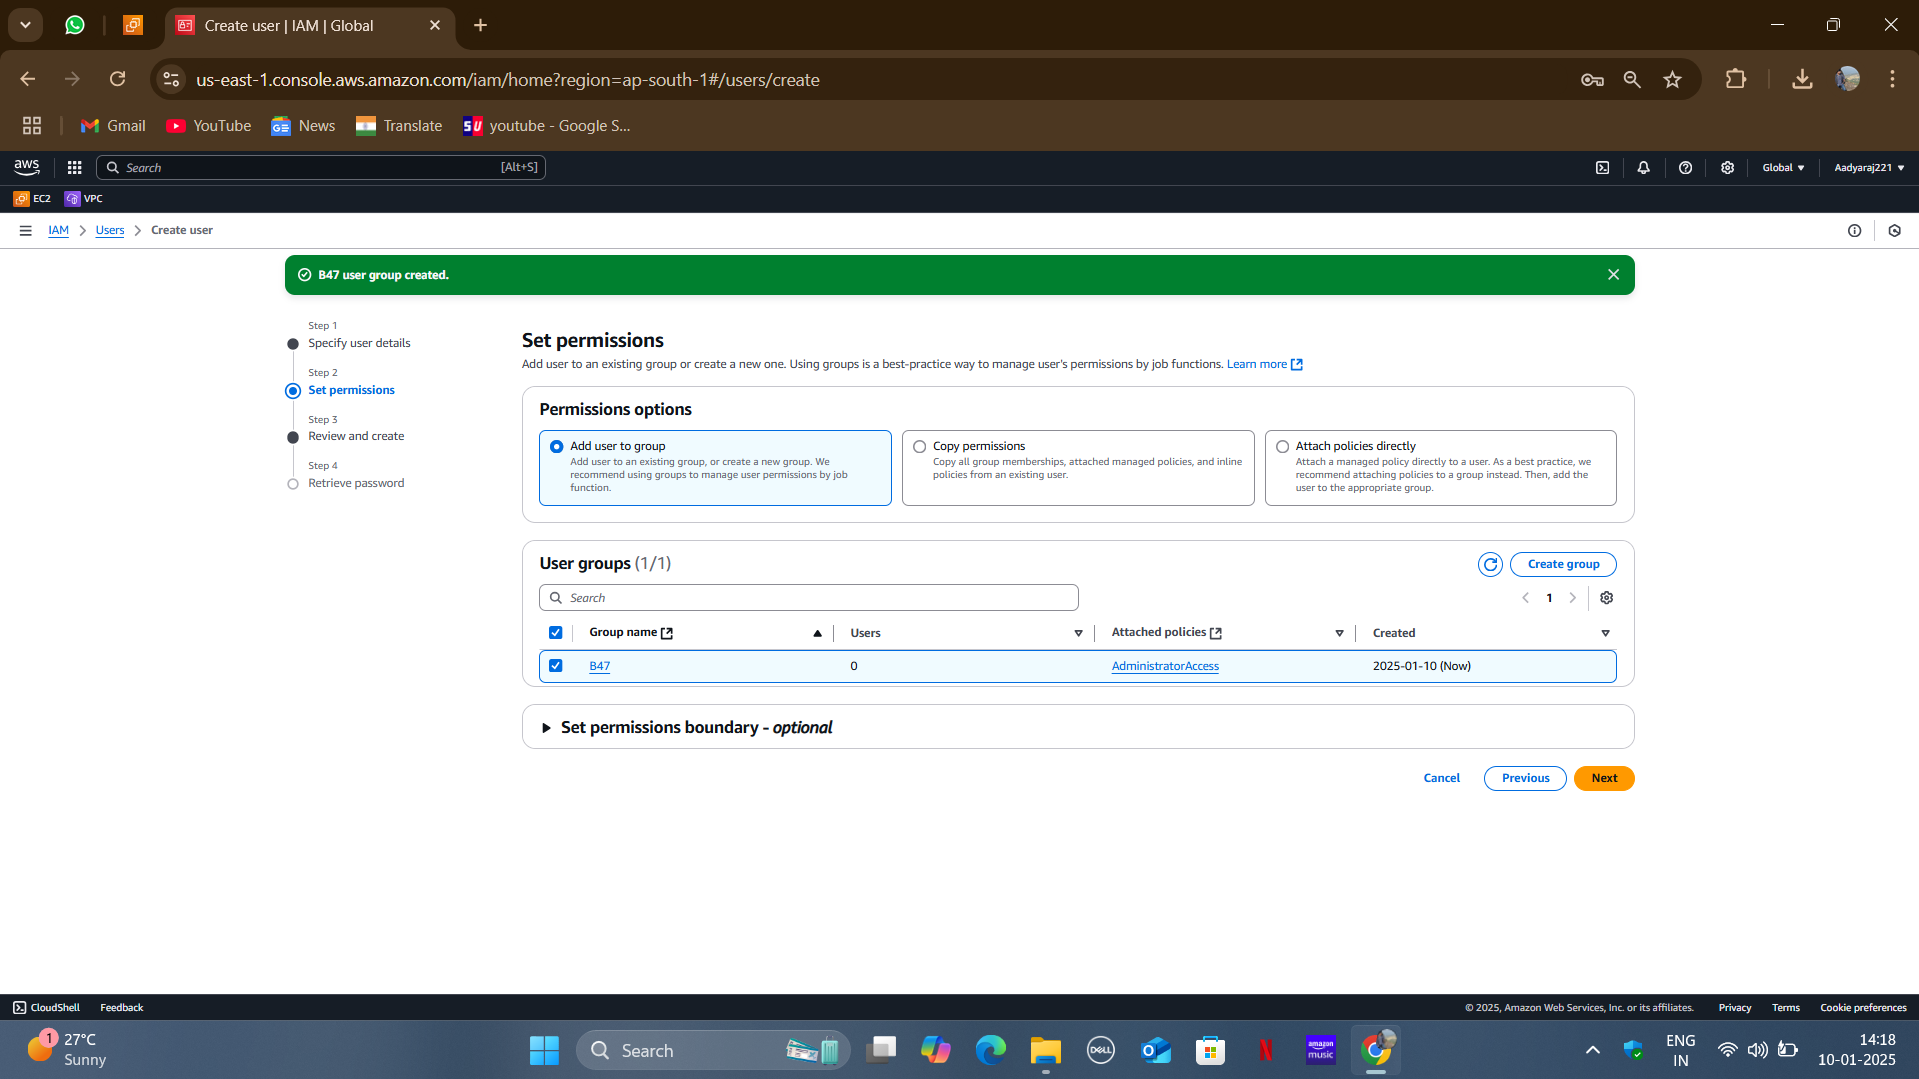 Create user | IAM | Global
us-east-1.console.aws.amazon.com/iam/home?region=ap-south-1#/users/create
Gmail
YouTube
News
Translate
SU youtube - Google S...
aws
Search
[Alt+S]
Global
Aadyaraj221
EC2
VPC
IAM
Users
Create user
B47 user group created.
Step 1
Specify user details
Step 2
Set permissions
Step 3
Review and create
Step 4
Retrieve password
Set permissions
Add user to an existing group or create a new one. Using groups is a best-practice way to manage user's permissions by job functions. Learn more
Permissions options
Add user to group
Add user to an existing group, or create a new group. We
recommend using groups to manage user permissions by job
function.
Copy permissions
Copy all group memberships, attached managed policies, and inline
policies from an existing user.
Attach policies directly
Attach a managed policy directly to a user. As a best practice, we
recommend attaching policies to a group instead. Then, add the
user to the appropriate group.
User groups (1/1)
Create group
Search
1
Group name
Users
Attached policies
Created
B47
0
AdministratorAccess
2025-01-10 (Now)
Set permissions boundary - optional
Cancel
Previous
Next
CloudShell
Feedback
© 2025, Amazon Web Services, Inc. or its affiliates.
Privacy
Terms
Cookie preferences
1
27°C
Sunny
Search
DELL
amazon
music
ENG
IN
14:18
10-01-2025